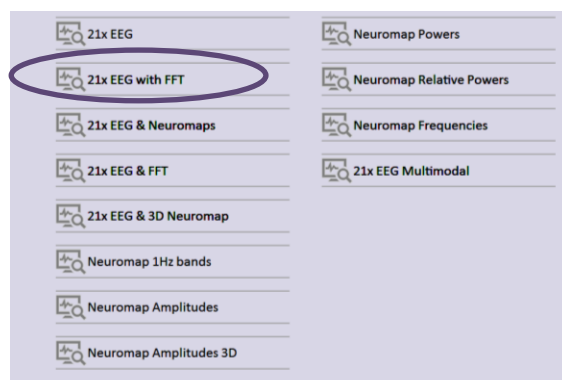 21x EEG
21x EEG with FFT
21x EEG & Neuromaps
21x EEG & FFT
21x EEG & 3D Neuromap
Neuromap 1Hz bands
Neuromap Amplitudes
Neuromap Amplitudes 3D
Neuromap Powers
Neuromap Relative Powers
Neuromap Frequencies
21x EEG Multimodal